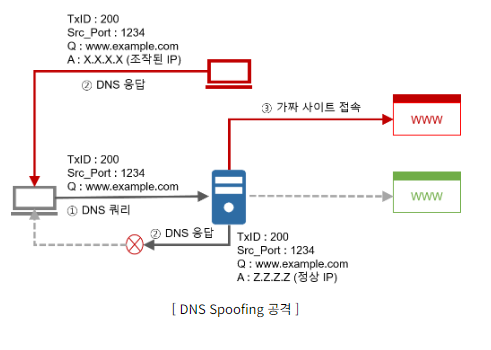 TxID : 200
Src_Port : 1234
Q : www.example.com
A : X.X.X.X (조작된 IP)
② DNS 응답
③ 가짜 사이트 접속
www
TxID : 200
Src_Port : 1234
Q : www.example.com
① DNS 쿼리
www
② DNS 응답
TxID : 200
Src_Port : 1234
Q : www.example.com
A : Z.Z.Z.Z (정상 IP)
[ DNS Spoofing 공격 ]